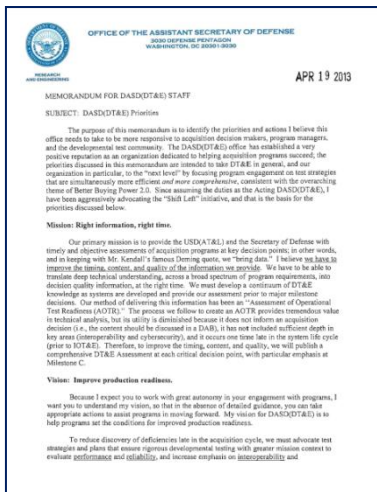 OFFICE OF THE ASSISTANT SECRETARY OF DEFENSE
3030 DEFENSE PENTAGON
WASHINGTON, DC 20301-3030
RESEARCH
AND ENGINEERING
APR 19 2013
MEMORANDUM FOR DASD(DT&E) STAFF
SUBJECT: DASD(DT&E) Priorities
The purpose of this memorandum is to identify the priorities and actions I believe this
office needs to take to be more responsive to acquisition decision makers, program managers,
and the developmental test community. The DASD(DT&E) office has established a very
positive reputation as an organization dedicated to helping acquisition programs succeed; the
priorities discussed in this memorandum are intended to take DT&E in general, and our
organization in particular, to the "next level" by focusing program engagement on test strategies
that are simultaneously more efficient and more comprehensive, consistent with the overarching
theme of Better Buying Power 2.0. Since assuming the duties as the Acting DASD(DT&E), I
have been aggressively advocating the "Shift Left" initiative, and that is the basis for the
priorities discussed below.
Mission: Right information, right time.
Our primary mission is to provide the USD(AT&L) and the Secretary of Defense with
timely and objective assessments of acquisition programs at key decision points; in other words,
and in keeping with Mr. Kendall's famous Deming quote, we "bring data." I believe we have to
improve the timing, content, and quality of the information we provide. We have to be able to
translate deep technical understanding, across a broad spectrum of program requirements, into
decision quality information, at the right time. We must develop a continuum of DT&E
knowledge as systems are developed and provide our assessment prior to major milestone
decisions. Our method of delivering this information has been an "Assessment of Operational
Test Readiness (AOTR)." The process we follow to create an AOTR provides tremendous value
in technical analysis, but its utility is diminished because it does not inform an acquisition
decision (i.e., the content should be discussed in a DAB), it has not included sufficient depth in
key areas (interoperability and cybersecurity), and it occurs one time late in the system life cycle
(prior to IOT&E). Therefore, to improve the timing, content, and quality, we will publish a
comprehensive DT&E Assessment at each critical decision point, with particular emphasis at
Milestone C.
Vision: Improve production readiness.
Because I expect you to work with great autonomy in your engagement with programs, I
want you to understand my vision, so that in the absence of detailed guidance, you can take
appropriate actions to assist programs in moving forward. My vision for DASD(DT&E) is to
help programs set the conditions for improved production readiness.
To reduce discovery of deficiencies late in the acquisition cycle, we must advocate test
strategies and plans that ensure rigorous developmental testing with greater mission context to
evaluate performance and reliability, and increase emphasis on interoperability and